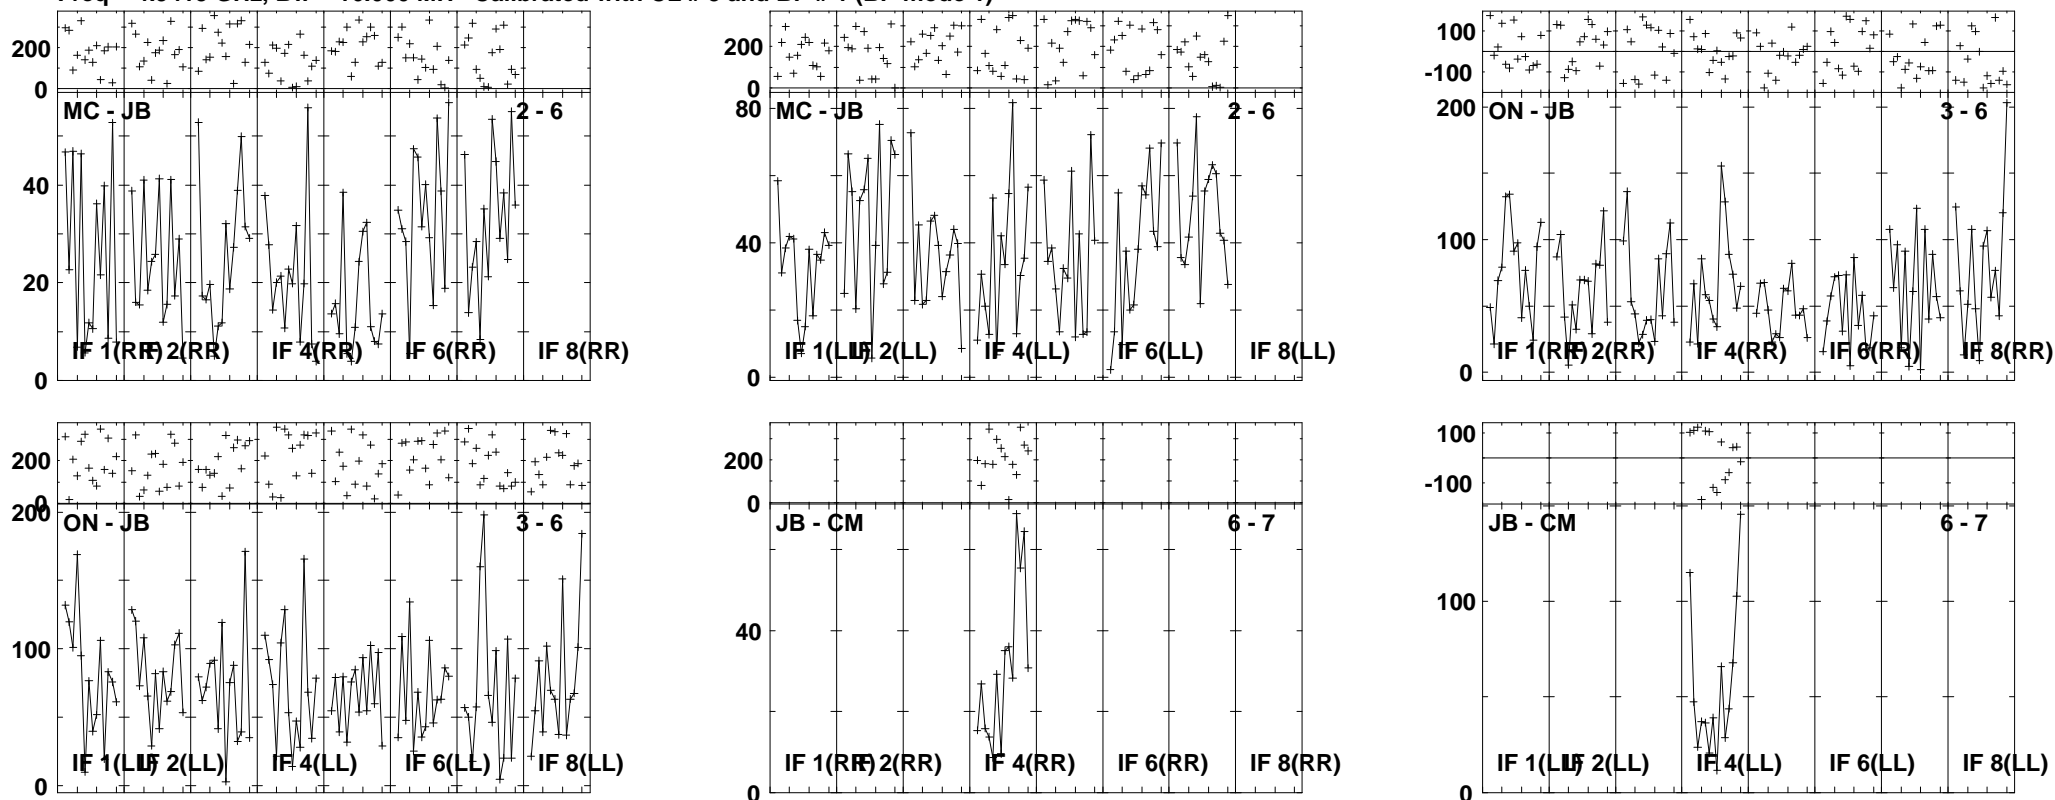 200
0
MC - JB
2 - 6
40
20
0
IF 1(RR)
IF 2(RR)
IF 4(RR)
IF 6(RR)
IF 8(RR)
200
0
80
MC - JB
2 - 6
40
0
IF 1(LL)
IF 2(LL)
IF 4(LL)
IF 6(LL)
IF 8(LL)
100
-100
200
ON - JB
3 - 6
100
0
IF 1(RR)
IF 2(RR)
IF 4(RR)
IF 6(RR)
IF 8(RR)
200
0
200
ON - JB
3 - 6
100
0
IF 1(LL)
IF 2(LL)
IF 4(LL)
IF 6(LL)
IF 8(LL)
200
0
JB - CM
6 - 7
40
0
IF 1(RR)
IF 2(RR)
IF 4(RR)
IF 6(RR)
IF 8(RR)
100
-100
JB - CM
6 - 7
100
0
IF 1(LL)
IF 2(LL)
IF 4(LL)
IF 6(LL)
IF 8(LL)